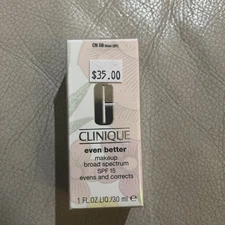 $35.00
CLINIQUE
even better
makeup
broad spectrum
SPF 15
evens and corrects
1 FL.OZ.LIQ./30 ml e